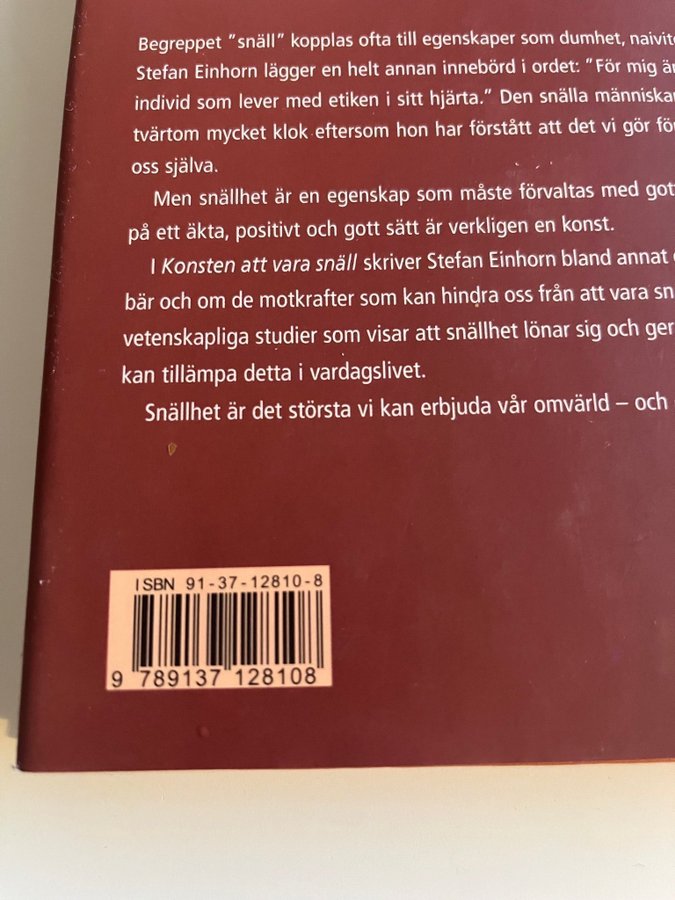 Begreppet ”snäll” kopplas ofta till egenskaper som dumhet, naivite
Stefan Einhorn lägger en helt annan innebörd i ordet: ”För mig är
individ som lever med etiken i sitt hjärta.” Den snälla människan
tvärtom mycket klok eftersom hon har förstått att det vi gör för
oss själva.
Men snällhet är en egenskap som måste förvaltas med gott
på ett äkta, positivt och gott sätt är verkligen en konst.
I Konsten att vara snäll skriver Stefan Einhorn bland annat
bär och om de motkrafter som kan hindra oss från att vara sn
vetenskapliga studier som visar att snällhet lönar sig och ger
kan tillämpa detta i vardagslivet.
Snällhet är det största vi kan erbjuda vår omvärld – och
ISBN 91-37-12810-8
9 789137 128108